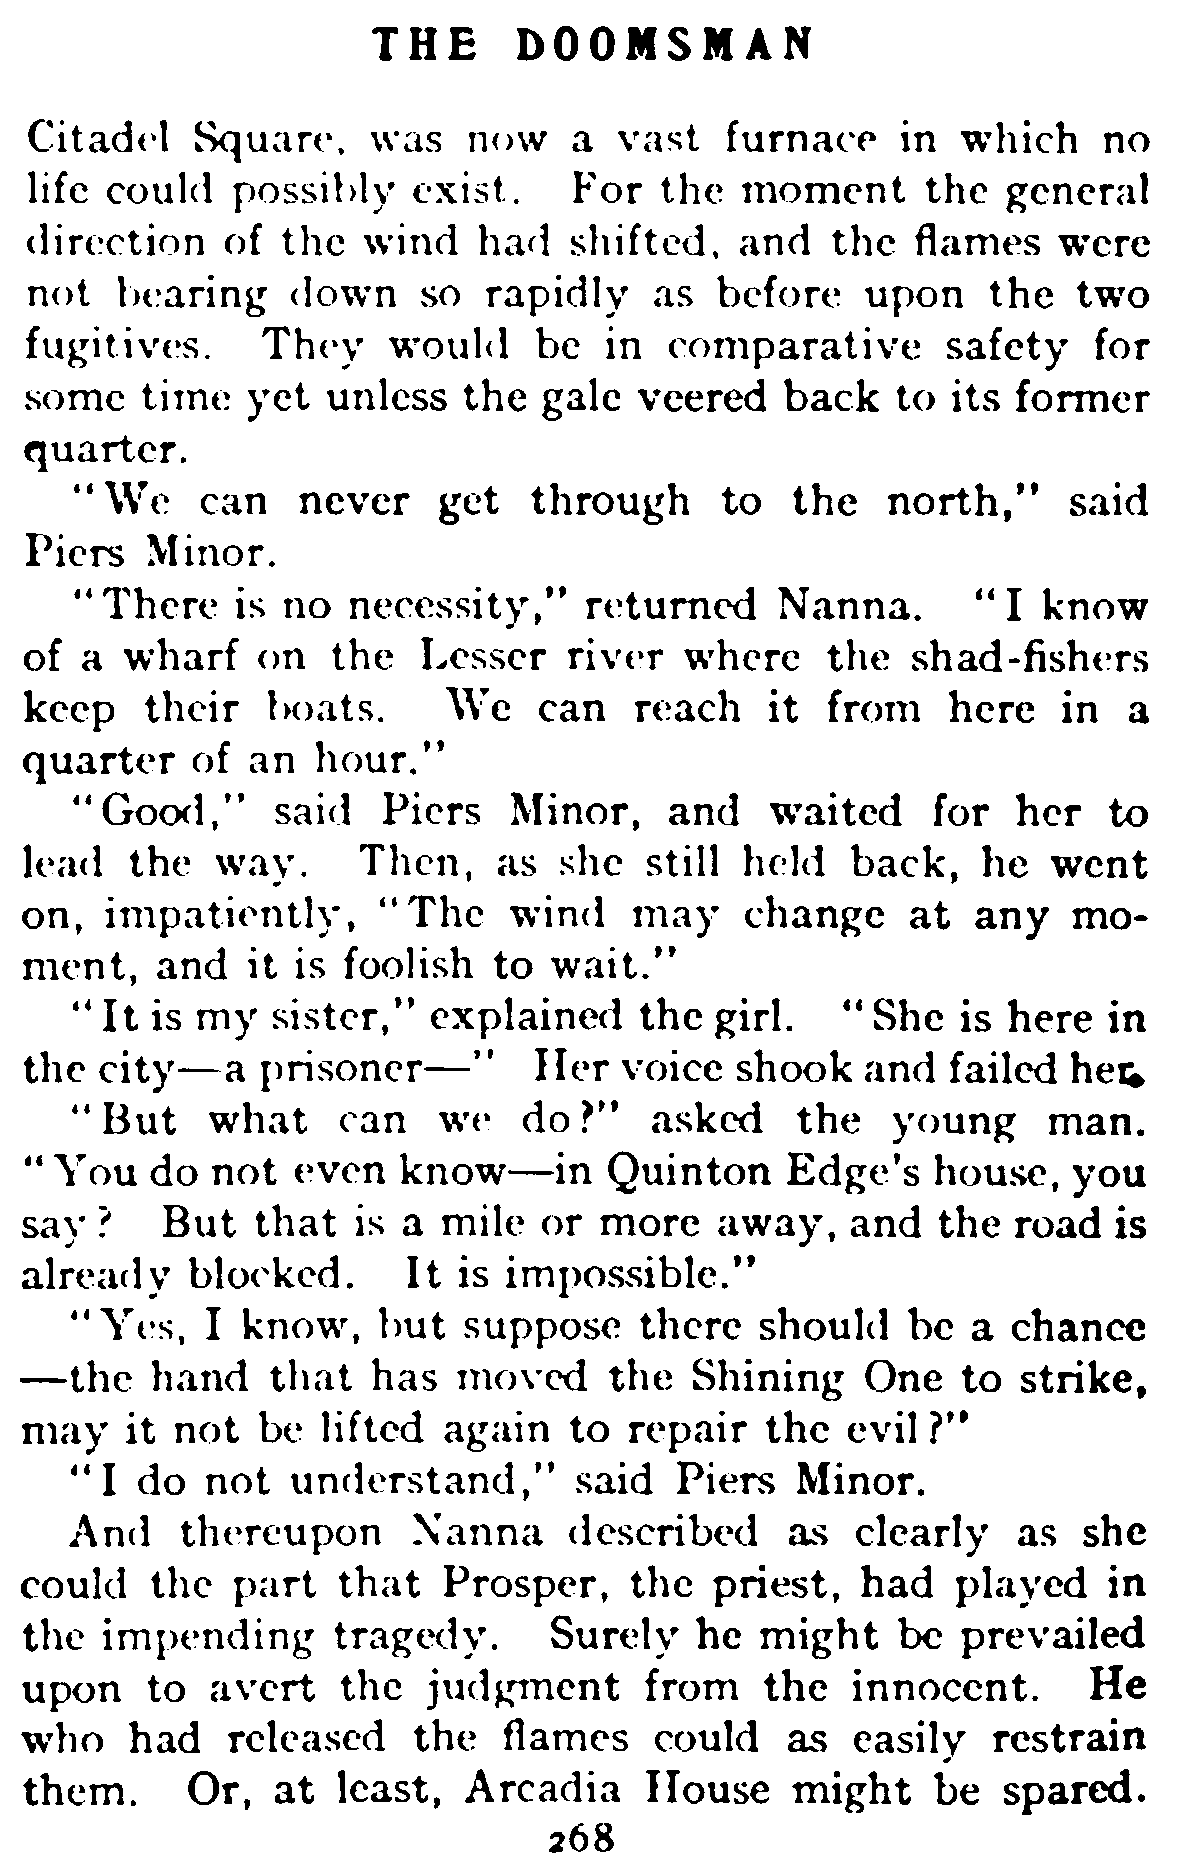 THE DOOMSMAN
Citadel Square, was now a vast furnace in which no
life could possibly exist. For the moment the general
direction of the wind had shifted, and the flames were
not bearing down so rapidly as before upon the two
fugitives. They would be in comparative safety for
some time yet unless the gale veered back to its former
quarter.
"We can never get through to the north," said
Piers Minor.
"There is no necessity," returned Nanna. "I know
of a wharf on the Lesser river where the shad-fishers
keep their boats. We can reach it from here in a
quarter of an hour."
"Good," said Piers Minor, and waited for her to
lead the way. Then, as she still held back, he went
on, impatiently, "The wind may change at any mo-
ment, and it is foolish to wait."
"It is my sister," explained the girl. "She is here in
the city—a prisoner—" Her voice shook and failed her.
"But what can we do?" asked the young man.
"You do not even know—in Quinton Edge's house, you
say? But that is a mile or more away, and the road is
already blocked. It is impossible."
"Yes, I know, but suppose there should be a chance
—the hand that has moved the Shining One to strike,
may it not be lifted again to repair the evil?"
"I do not understand," said Piers Minor.
And thereupon Nanna described as clearly as she
could the part that Prosper, the priest, had played in
the impending tragedy. Surely he might be prevailed
upon to avert the judgment from the innocent. He
who had released the flames could as easily restrain
them. Or, at least, Arcadia House might be spared.
268